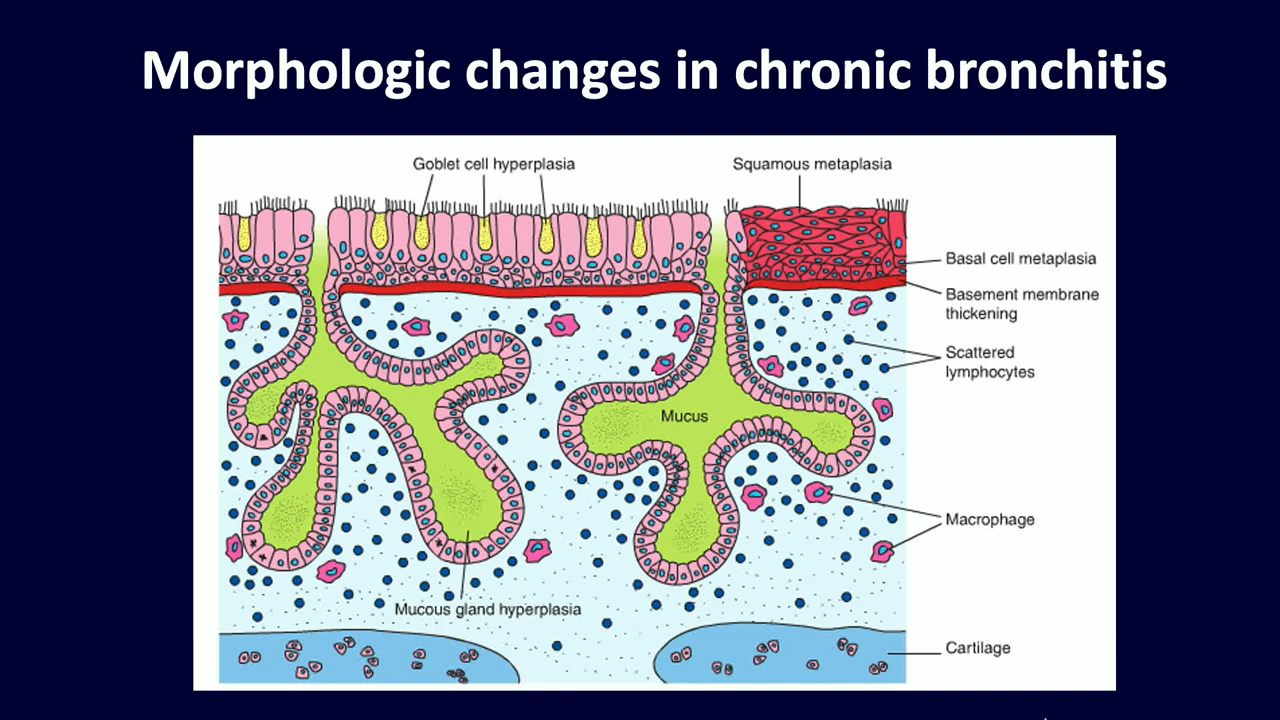 Morphologic changes in chronic bronchitis
Goblet cell hyperplasia
Squamous metaplasia
Basal cell metaplasia
Basement membrane
thickening
Scattered
lymphocytes
Mucus
Macrophage
Mucous gland hyperplasia
Cartilage